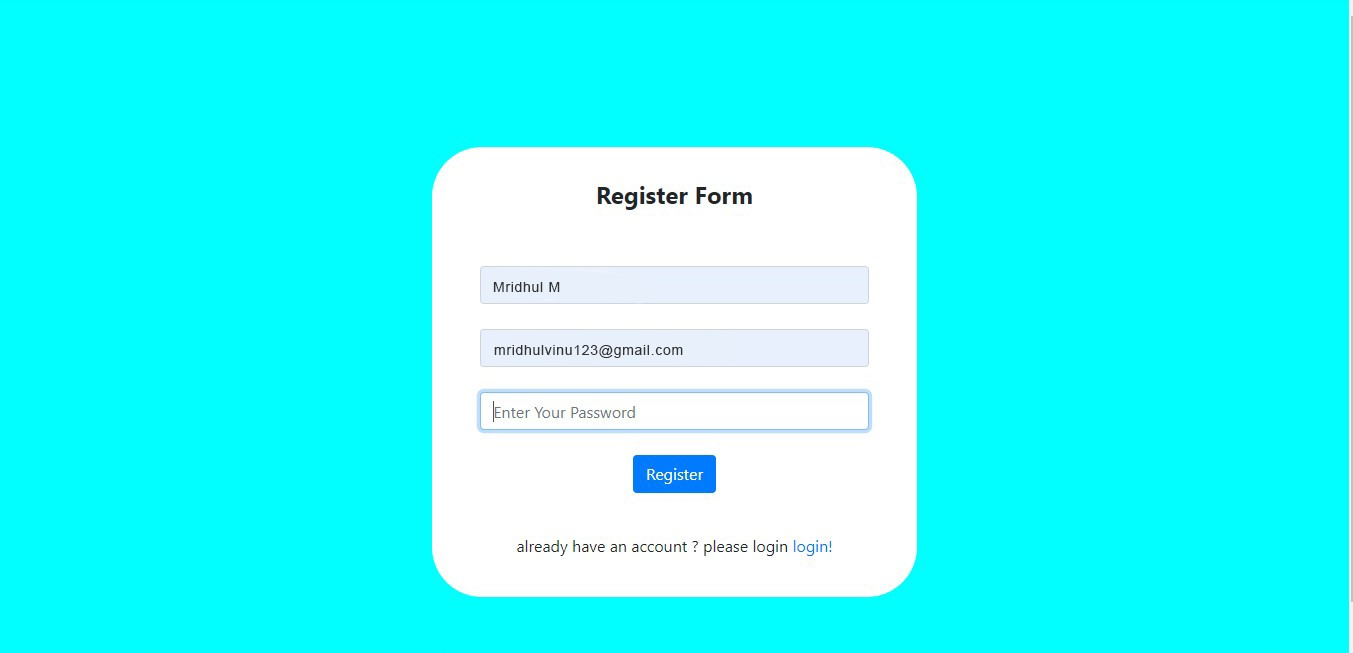 Register Form
Mridhul M
mridhulvinu123@gmail.com
Enter Your Password
Register
already have an account ? please login login!